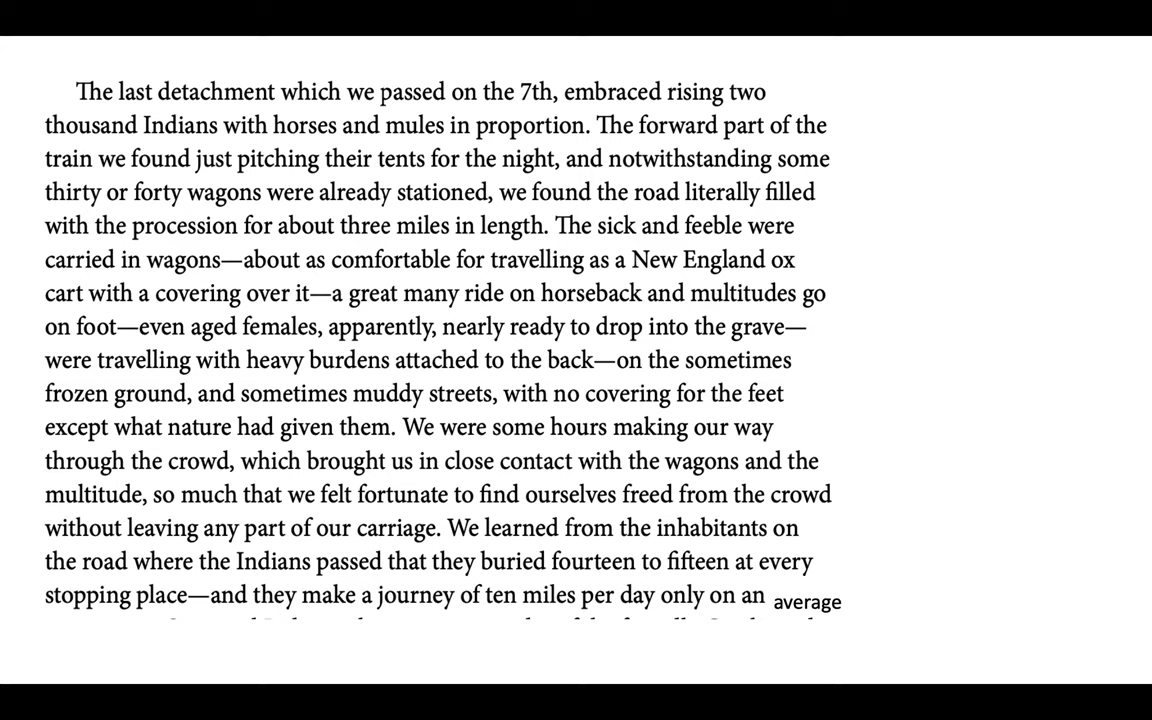 The last detachment which we passed on the 7th, embraced rising two
thousand Indians with horses and mules in proportion. The forward part of the
train we found just pitching their tents for the night, and notwithstanding some
thirty or forty wagons were already stationed, we found the road literally filled
with the procession for about three miles in length. The sick and feeble were
carried in wagons—about as comfortable for travelling as a New England ox
cart with a covering over it—a great many ride on horseback and multitudes go
on foot—even aged females, apparently, nearly ready to drop into the grave—
were travelling with heavy burdens attached to the back—on the sometimes
frozen ground, and sometimes muddy streets, with no covering for the feet
except what nature had given them. We were some hours making our way
through the crowd, which brought us in close contact with the wagons and the
multitude, so much that we felt fortunate to find ourselves freed from the crowd
without leaving any part of our carriage. We learned from the inhabitants on
the road where the Indians passed that they buried fourteen to fifteen at every
stopping place—and they make a journey of ten miles per day only on an average